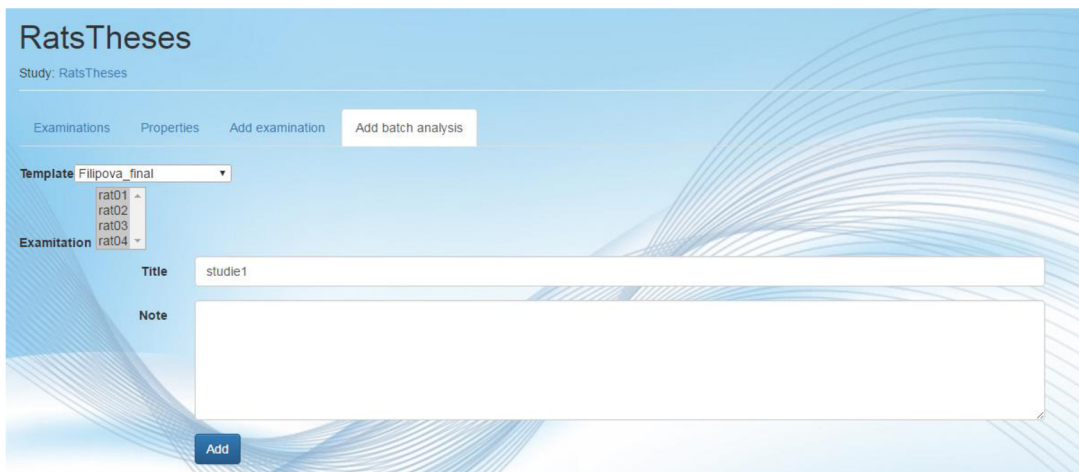 RatsTheses
Study: RatsTheses
Examinations Properties Add examination Add batch analysis
Template Filipova_final
rat01
rat02
rat03
Examitation rat04
Title studie1
Note
Add